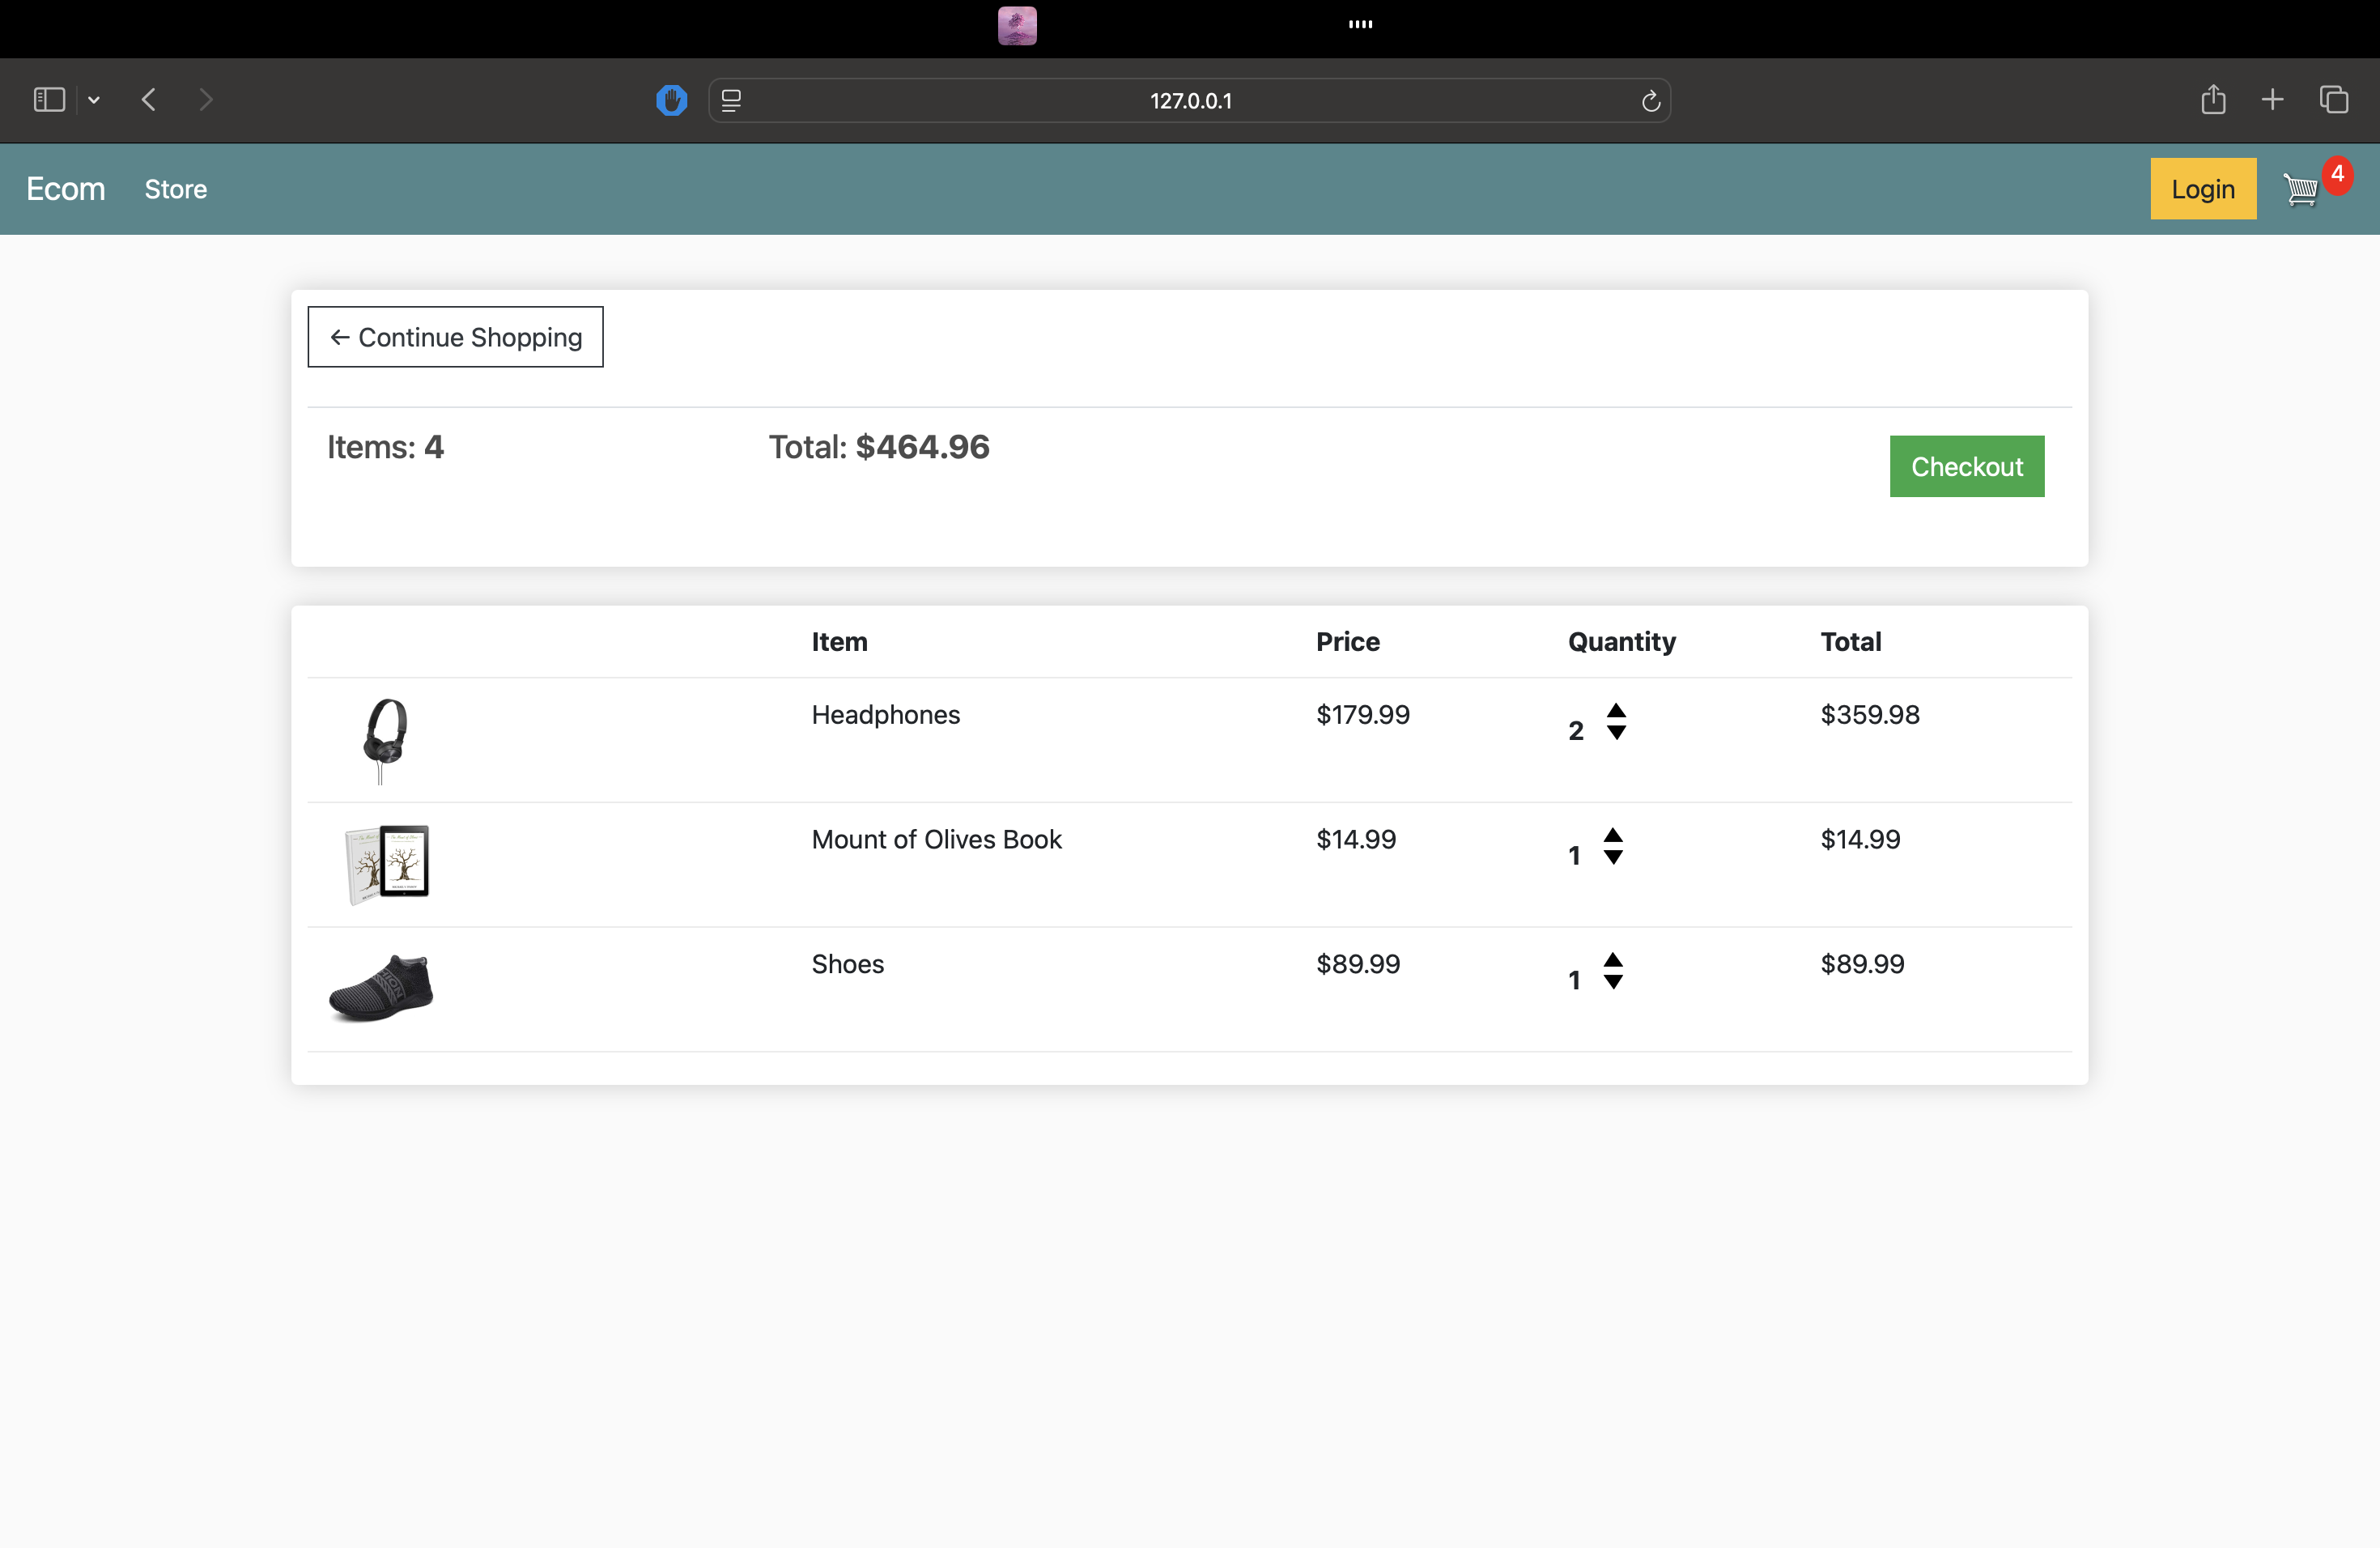 127.0.0.1
Ecom Store Login 4
← Continue Shopping
Items: 4 Total: $464.96 Checkout
Item Price Quantity Total
Headphones $179.99 2 $359.98
Mount of Olives Book $14.99 1 $14.99
Shoes $89.99 1 $89.99